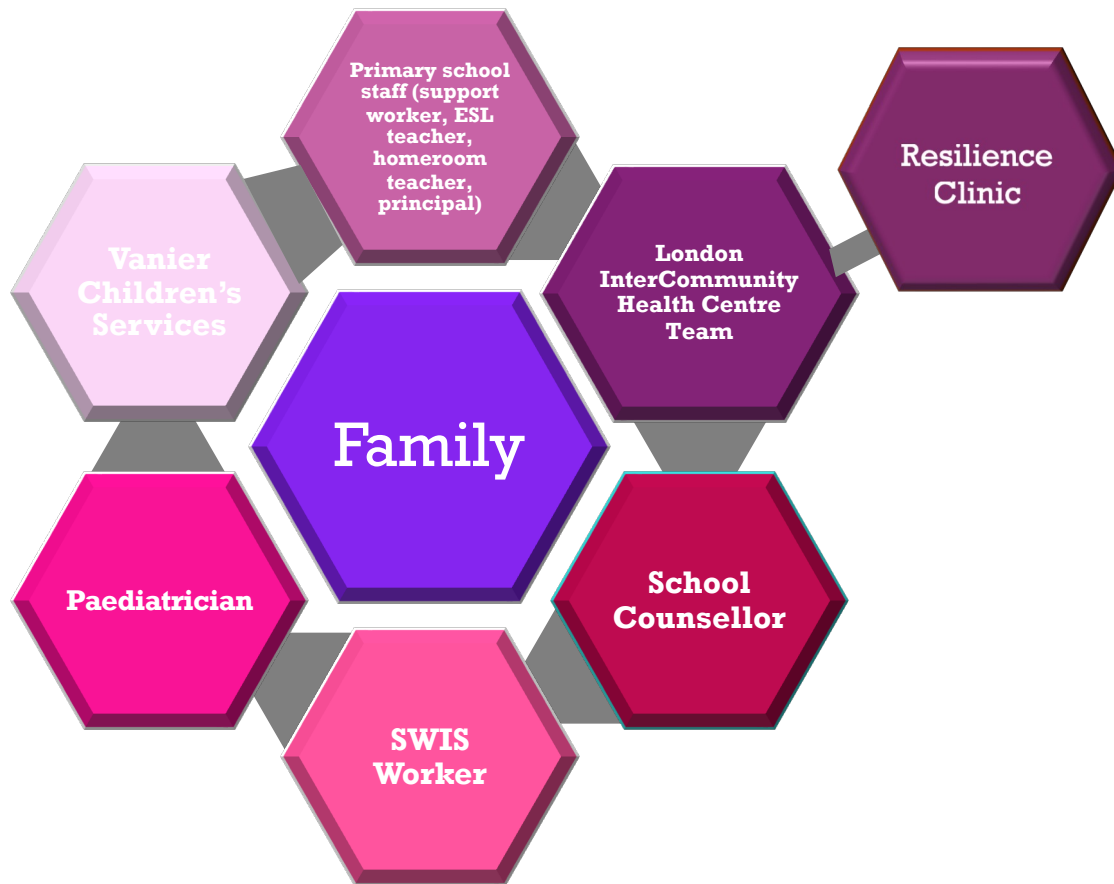 Primary school
staff (support
worker, ESL
teacher,
homeroom
teacher,
principal)
Resilience
Clinic
Vanier
Children’s
Services
London
InterCommunity
Health Centre
Team
Family
Paediatrician
School
Counsellor
SWIS
Worker